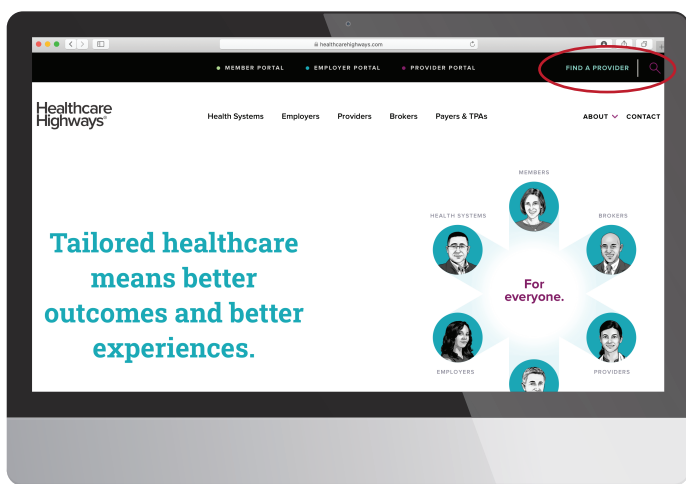 healthcarehighways.com
MEMBER PORTAL
EMPLOYER PORTAL
PROVIDER PORTAL
FIND A PROVIDER
Healthcare
Highways®
Health Systems
Employers
Providers
Brokers
Payers & TPAs
ABOUT
CONTACT
Tailored healthcare
means better
outcomes and better
experiences.
MEMBERS
HEALTH SYSTEMS
BROKERS
For
everyone.
EMPLOYERS
PROVIDERS